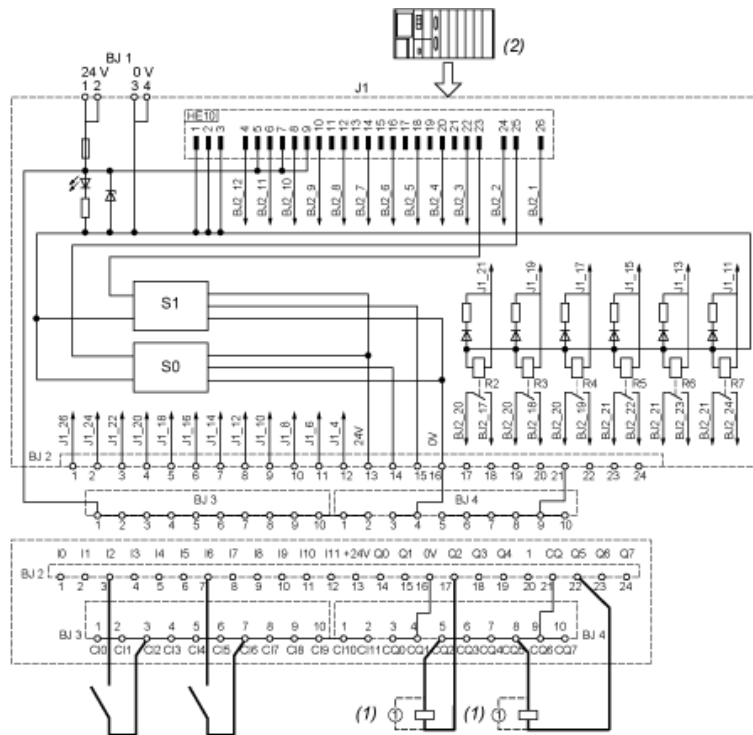 (2)
BJ 1
24 V 0 V
1 2 3 4
J1
HE10
1 2 3 4 5 6 7 8 9 10 11 12 13 14 15 16 17 18 19 20 21 22 23 24 25 26
BJ2_12 BJ2_11 BJ2_10 BJ2_9 BJ2_8 BJ2_7 BJ2_6 BJ2_5 BJ2_4 BJ2_3 BJ2_2 BJ2_1
J1_21 J1_19 J1_17 J1_15 J1_13 J1_11
S1
S0
R2 R3 R4 R5 R6 R7
BJ2_20 BJ2_17 BJ2_20 BJ2_18 BJ2_20 BJ2_19 BJ2_21 BJ2_22 BJ2_21 BJ2_23 BJ2_21 BJ2_24
J1_26 J1_24 J1_22 J1_20 J1_18 J1_16 J1_14 J1_12 J1_10 J1_8 J1_6 J1_4 24V 0V
BJ 2
1 2 3 4 5 6 7 8 9 10 11 12 13 14 15 16 17 18 19 20 21 22 23 24
BJ 3 BJ 4
1 2 3 4 5 6 7 8 9 10 1 2 3 4 5 6 7 8 9 10
I0 I1 I2 I3 I4 I5 I6 I7 I8 I9 I10 I11 +24V Q0 Q1 0V Q2 Q3 Q4 1 CQ Q5 Q6 Q7
BJ 2
1 2 3 4 5 6 7 8 9 10 11 12 13 14 15 16 17 18 19 20 21 22 23 24
BJ 3 1 2 3 4 5 6 7 8 9 10 1 2 3 4 5 6 7 8 9 10 BJ 4
CI0 CI1 CI2 CI3 CI4 CI5 CI6 CI7 CI8 CI9 CI10 CI11 CQ0 CQ1 CQ2 CQ3 CQ4 CQ5 CQ6 CQ7
(1) 1 (1) 1